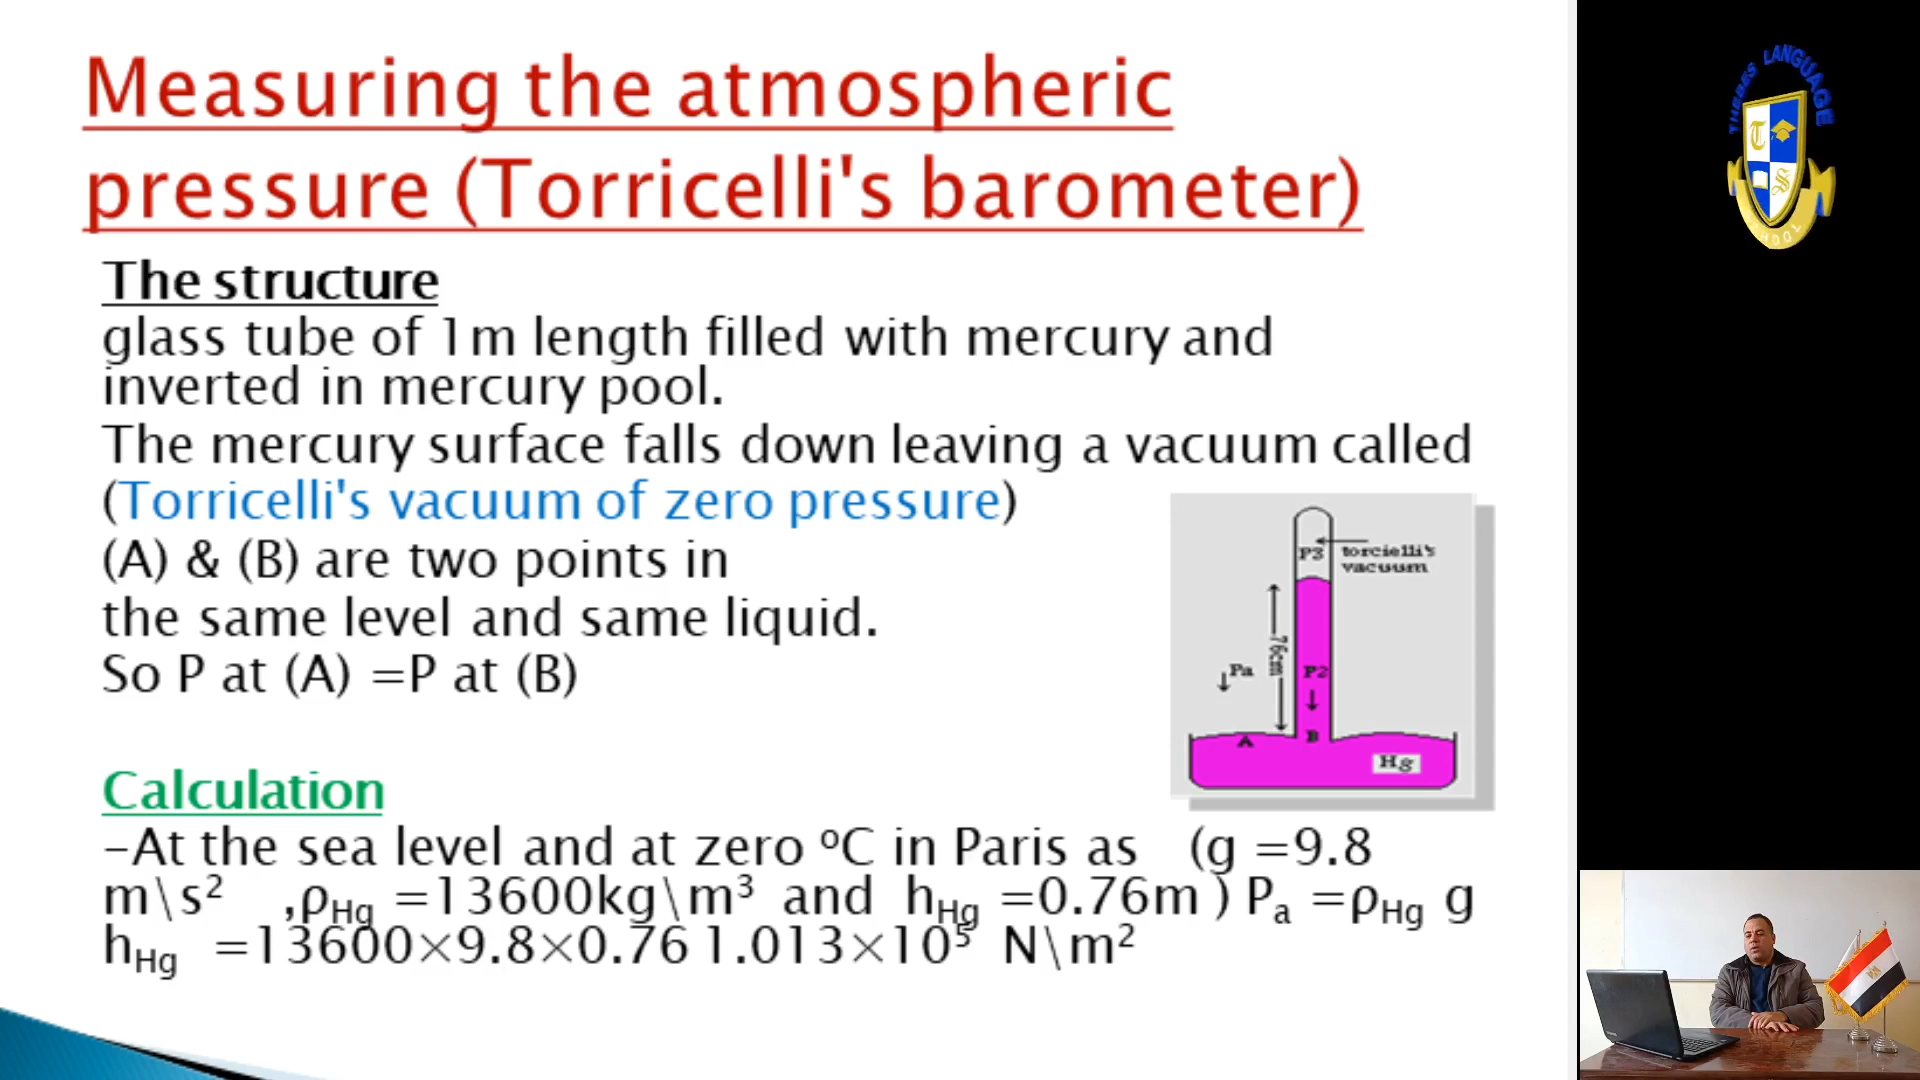 Measuring the atmospheric
pressure (Torricelli's barometer)
The structure
glass tube of 1m length filled with mercury and
inverted in mercury pool.
The mercury surface falls down leaving a vacuum called
(Torricelli's vacuum of zero pressure)
(A) & (B) are two points in
the same level and same liquid.
So P at (A) =P at (B)
P3
torcielli's
vacuum
76cm
Pa
P2
A
B
Hg
Calculation
-At the sea level and at zero ºC in Paris as (g =9.8
m\s² ,ρHg =13600kg\m³ and hHg =0.76m ) Pa =ρHg g
hHg =13600×9.8×0.76 1.013×10⁵ N\m²
THEBES LANGUAGE
T
S
SCHOOL